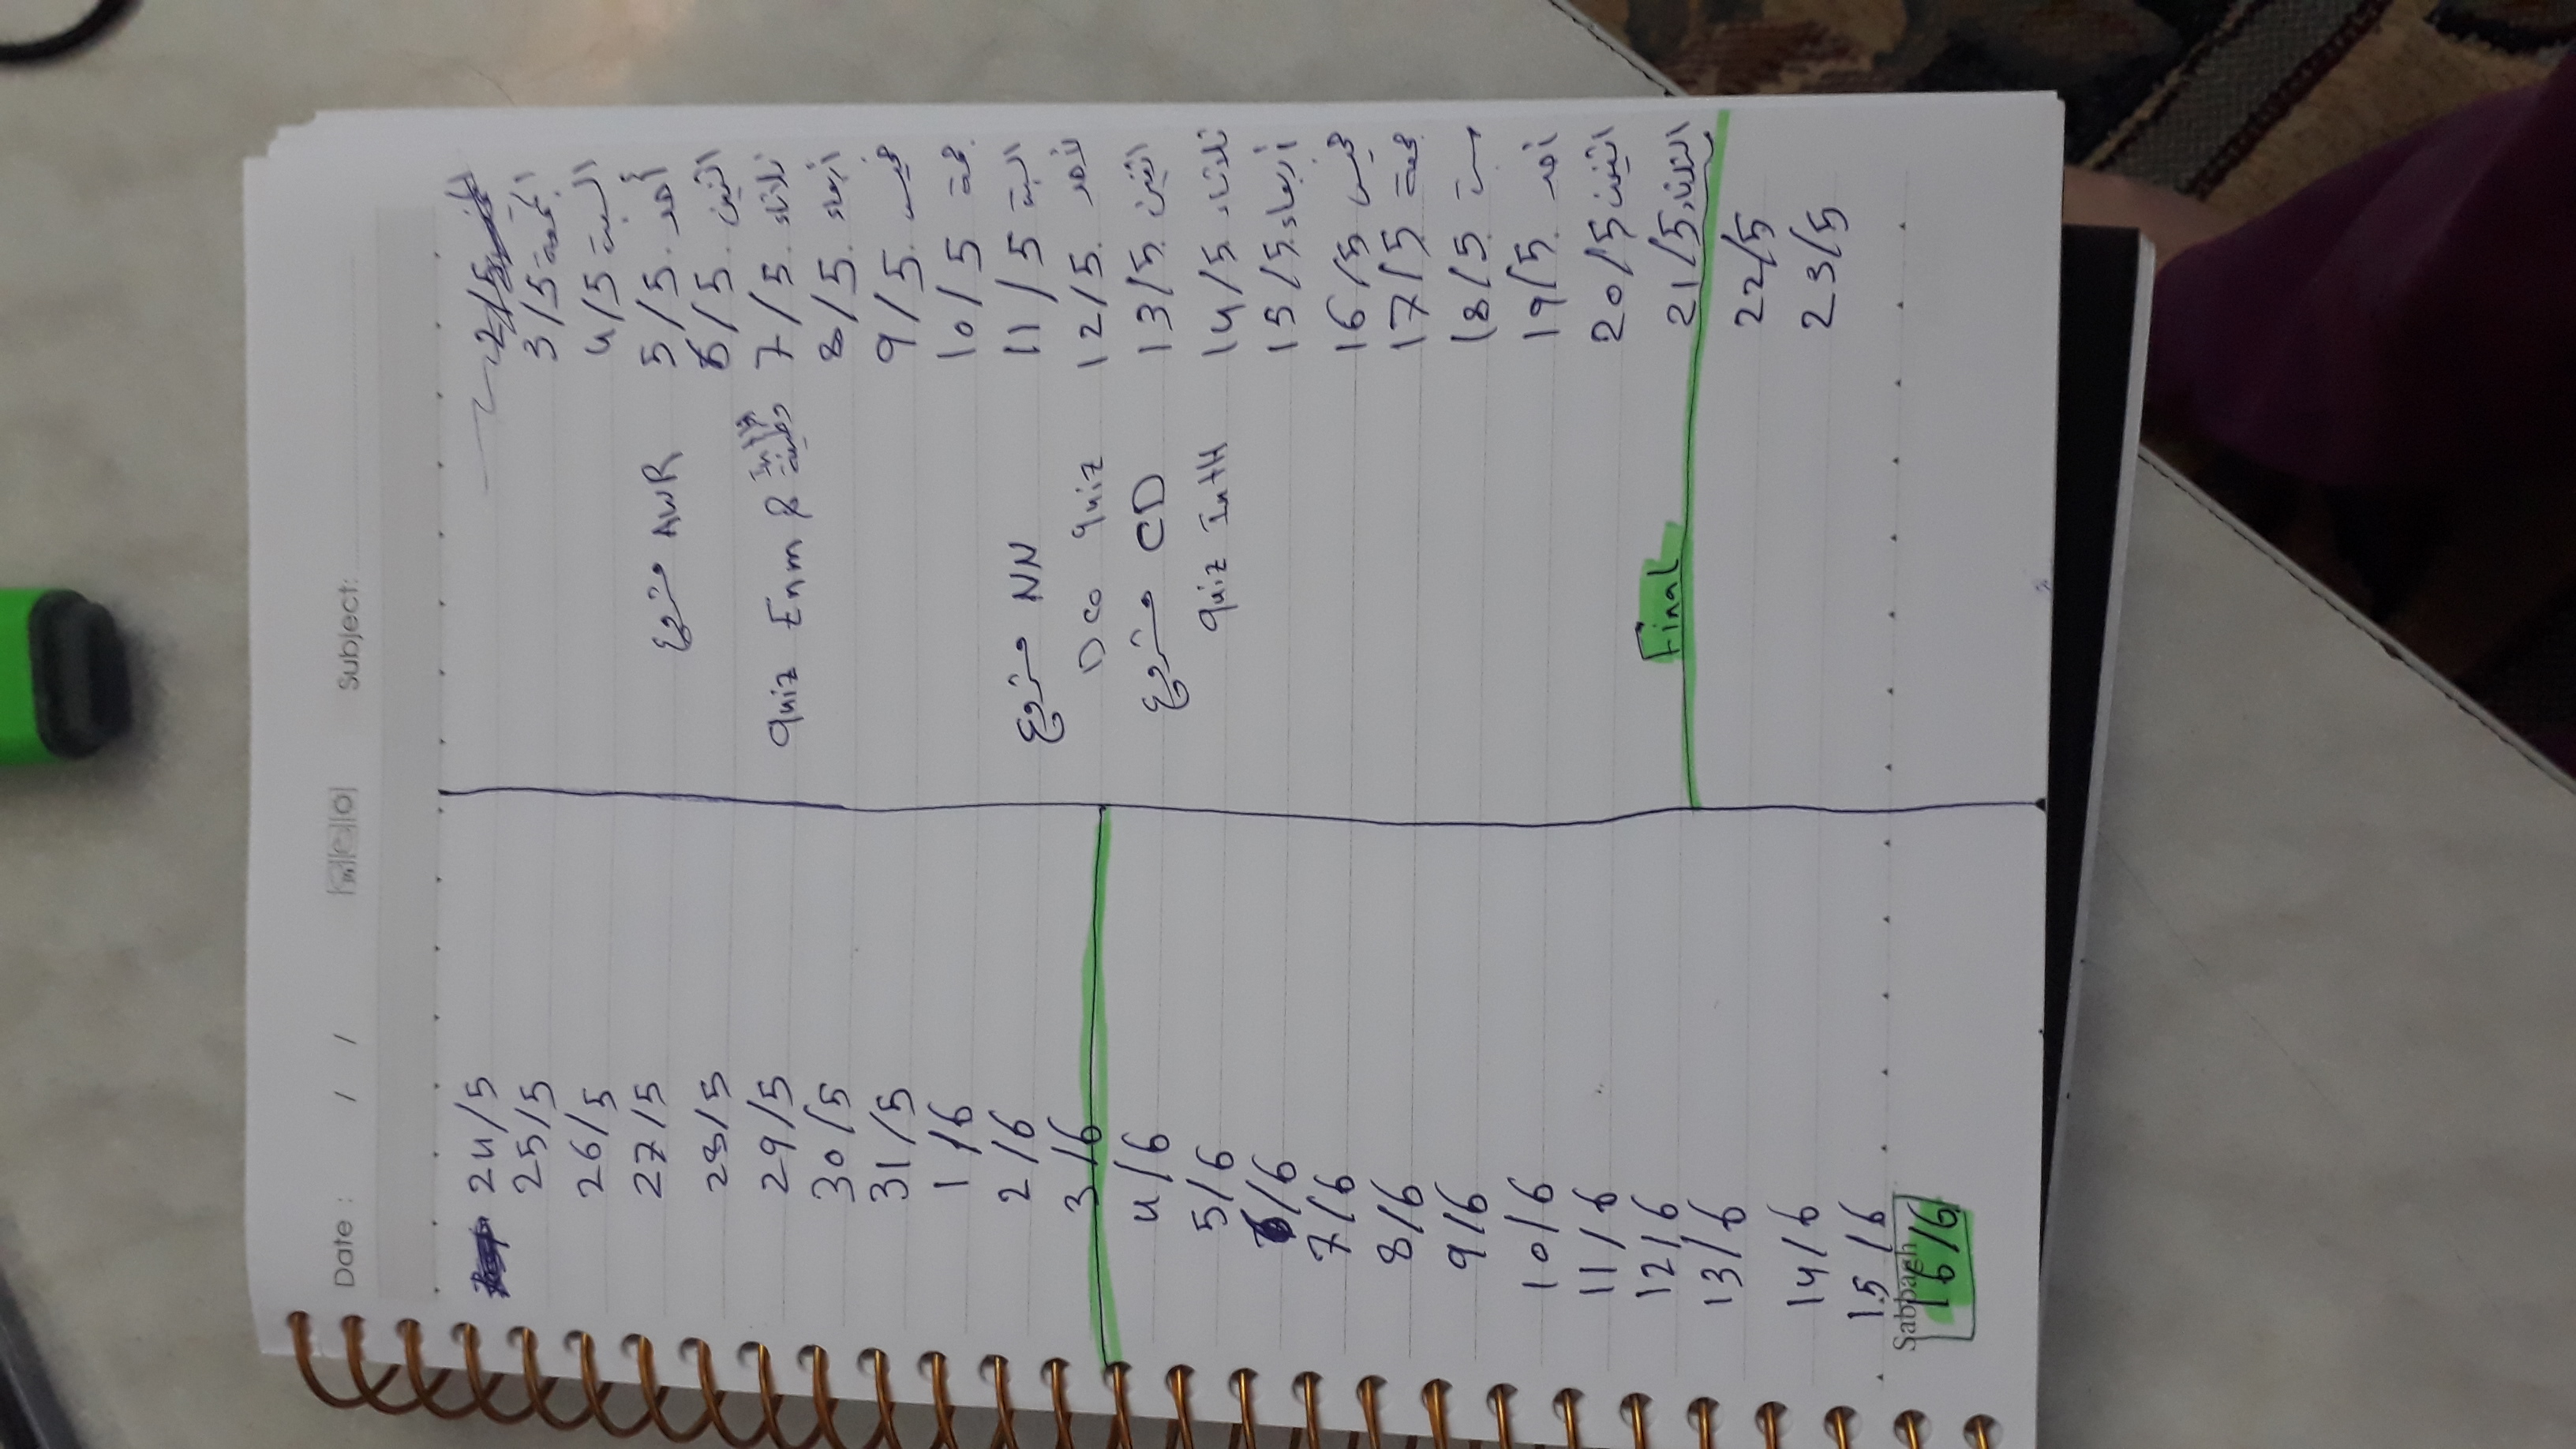 Date : / / Subject:
2/5
3/5 الجمعة
4/5 السبت
مشروع AWR 5/5. أحد
6/5. اثنين
Quiz Enm & وظيفة IntH 7/5. ثلاثاء
8/5. أربعاء
9/5. خميس
10/5 جمعة
مشروع NN 11/5 السبت
Dco quiz 12/5. لأحد
مشروع CD 13/5. اثنين
quiz IntH 14/5. ثلاثاء
15/5. أربعاء
16/5 خميس
17/5 جمعة
18/5. سبت
19/5. أحد
20/5 اثنين
Final 21/5 الثلاثاء
22/5
23/5
24/5
25/5
26/5
27/5
28/5
29/5
30/5
31/5
1/6
2/6
3/6
4/6
5/6
6/6
7/6
8/6
9/6
10/6
11/6
12/6
13/6
14/6
15/6
Sabbagh
16/6